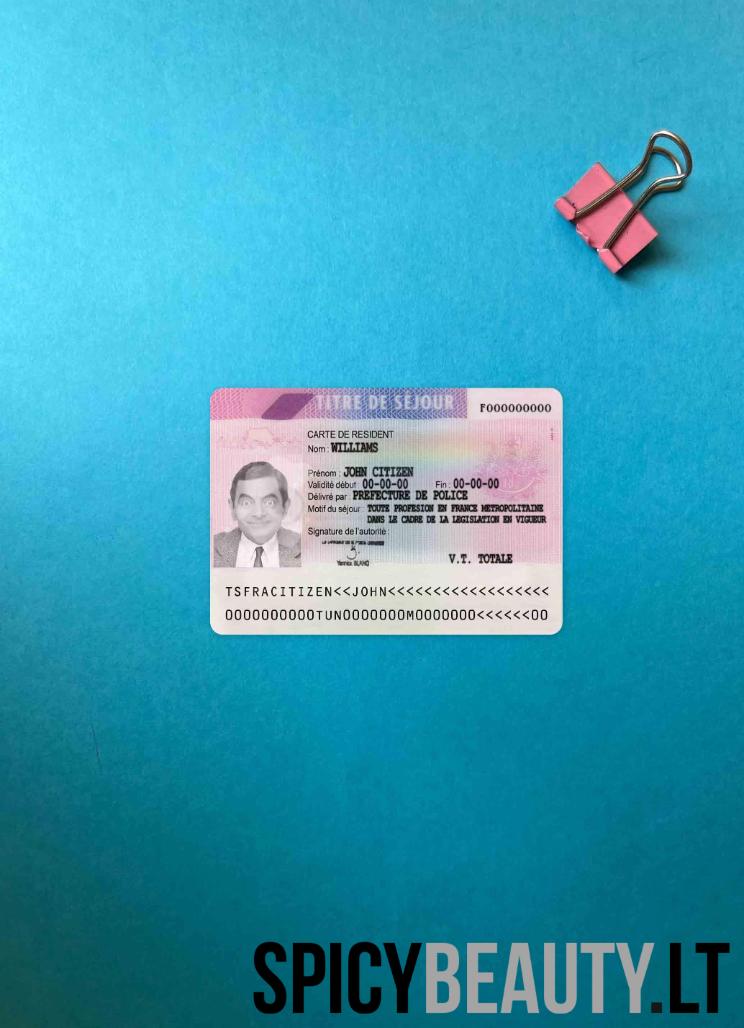 TITRE DE SÉJOUR
F000000000
CARTE DE RESIDENT
Nom : WILLIAMS
Prénom : JOHN CITIZEN
Validité début : 00-00-00 Fin : 00-00-00
Délivré par : PREFECTURE DE POLICE
Motif du séjour : TOUTE PROFESION EN FRANCE METROPOLITAINE
DANS LE CADRE DE LA LEGISLATION EN VIGUEUR
Signature de l'autorité :
Yannick BLANC
V.T. TOTALE
TSFRACITIZEN<<JOHN<<<<<<<<<<<<<<<<<<
0000000000TUN0000000M0000000<<<<<<00
SPICYBEAUTY.LT